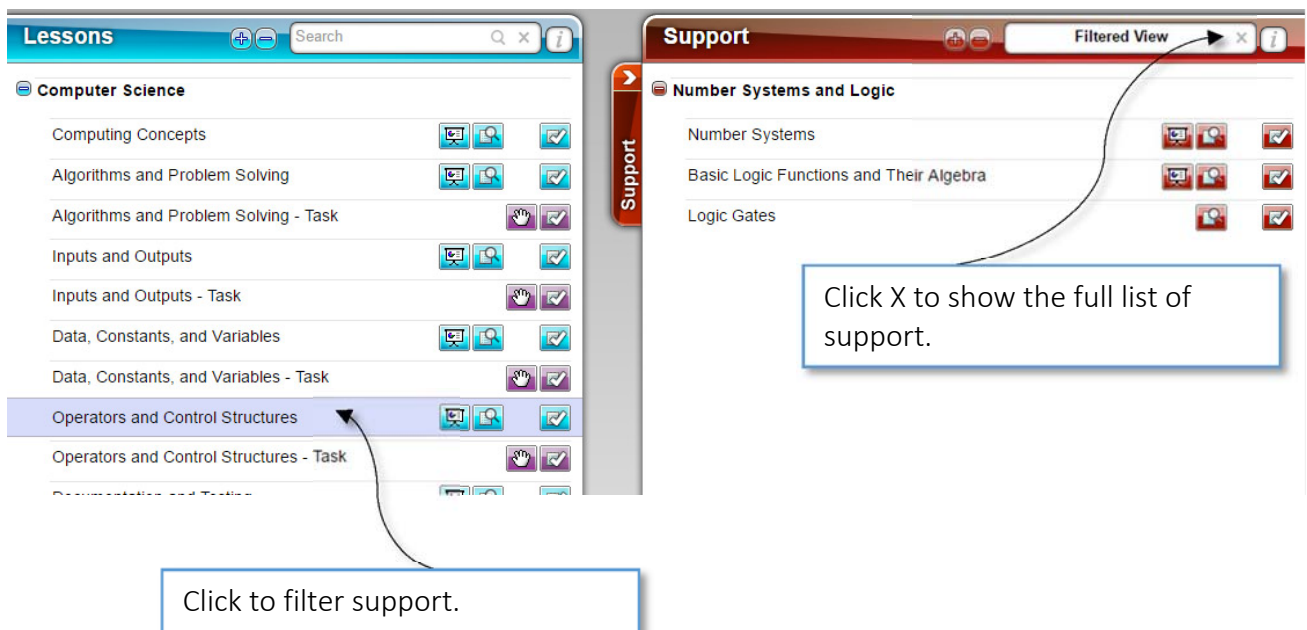 Lessons
Search
Computer Science
Computing Concepts
Algorithms and Problem Solving
Algorithms and Problem Solving - Task
Inputs and Outputs
Inputs and Outputs - Task
Data, Constants, and Variables
Data, Constants, and Variables - Task
Operators and Control Structures
Operators and Control Structures - Task
Click to filter support.
Support
Support
Filtered View
Number Systems and Logic
Number Systems
Basic Logic Functions and Their Algebra
Logic Gates
Click X to show the full list of
support.